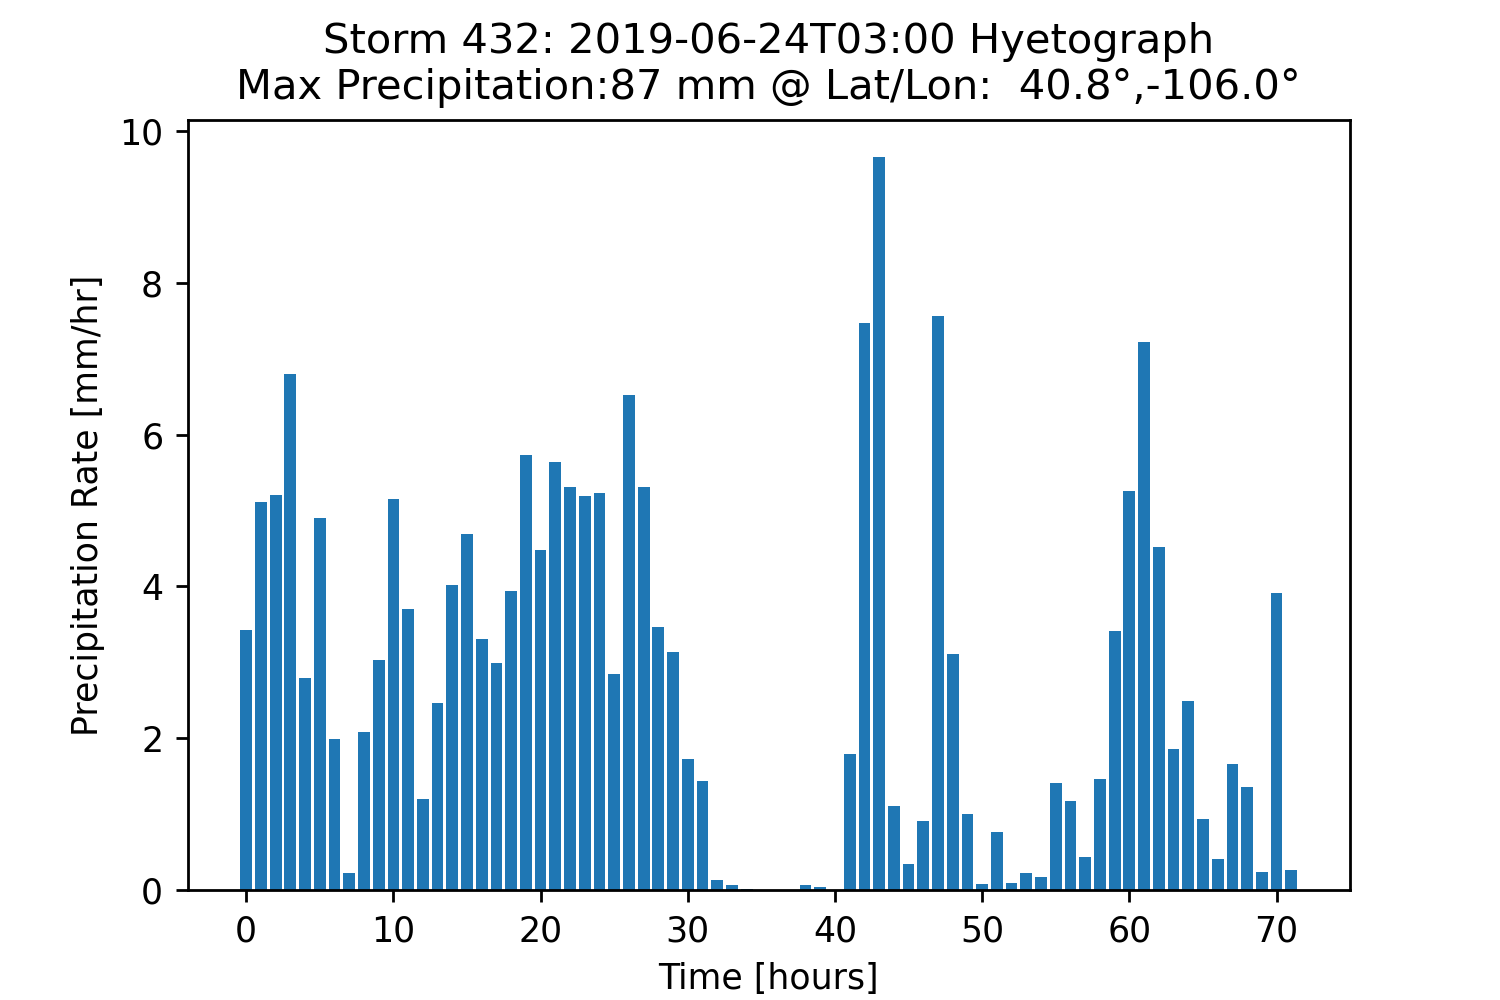 Storm 432: 2019-06-24T03:00 Hyetograph
Max Precipitation:87 mm @ Lat/Lon:  40.8°,-106.0°
10
8
6
4
2
0
Precipitation Rate [mm/hr]
0 10 20 30 40 50 60 70
Time [hours]